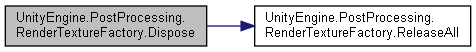 UnityEngine.PostProcessing.
RenderTextureFactory.Dispose
UnityEngine.PostProcessing.
RenderTextureFactory.ReleaseAll